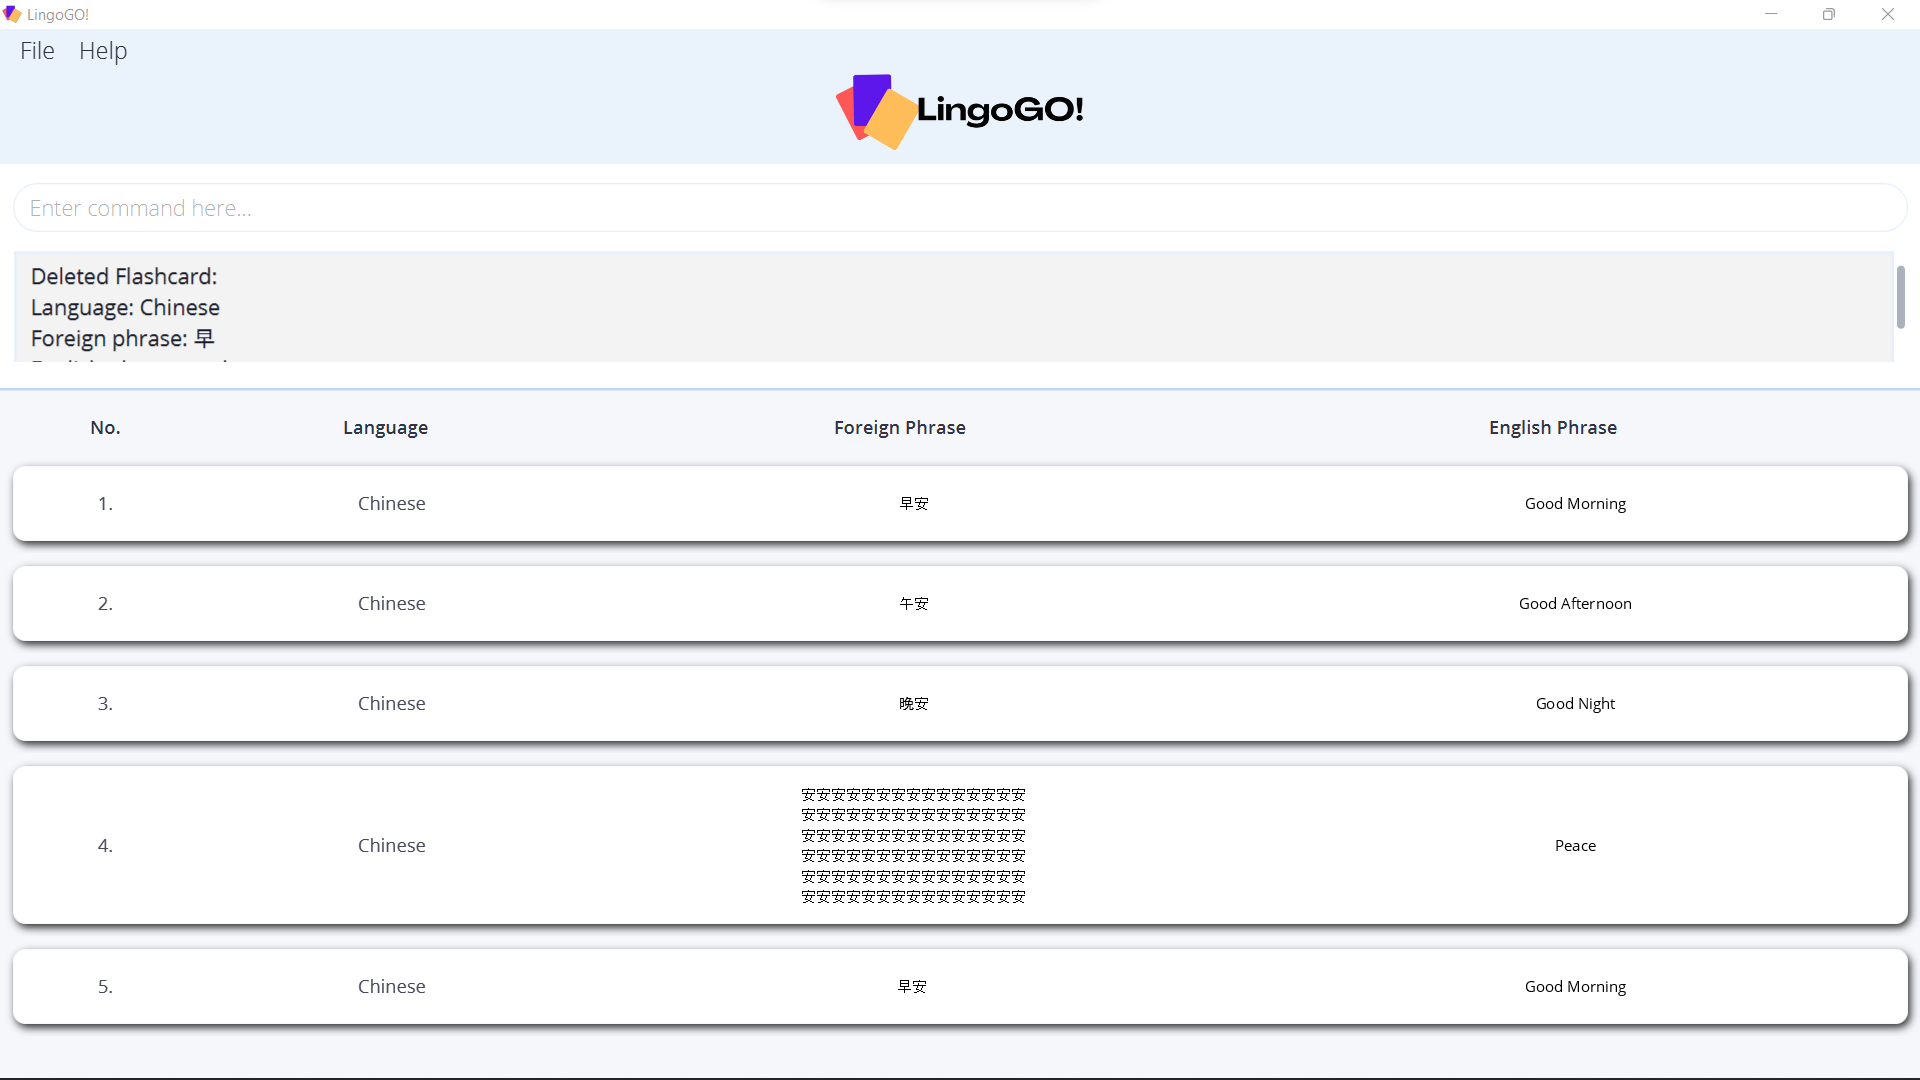 LingoGO!
File Help
LingoGO!
Enter command here...
Deleted Flashcard:
Language: Chinese
Foreign phrase: 早
No. Language Foreign Phrase English Phrase
1. Chinese 早安 Good Morning
2. Chinese 午安 Good Afternoon
3. Chinese 晚安 Good Night
安安安安安安安安安安安安安安安
安安安安安安安安安安安安安安安
安安安安安安安安安安安安安安安
4. Chinese 安安安安安安安安安安安安安安安 Peace
安安安安安安安安安安安安安安安
安安安安安安安安安安安安安安安
5. Chinese 早安 Good Morning